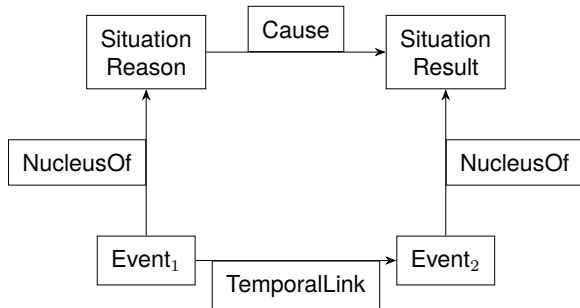 Cause
Situation
Reason
Situation
Result
NucleusOf
NucleusOf
Event₁
Event₂
TemporalLink